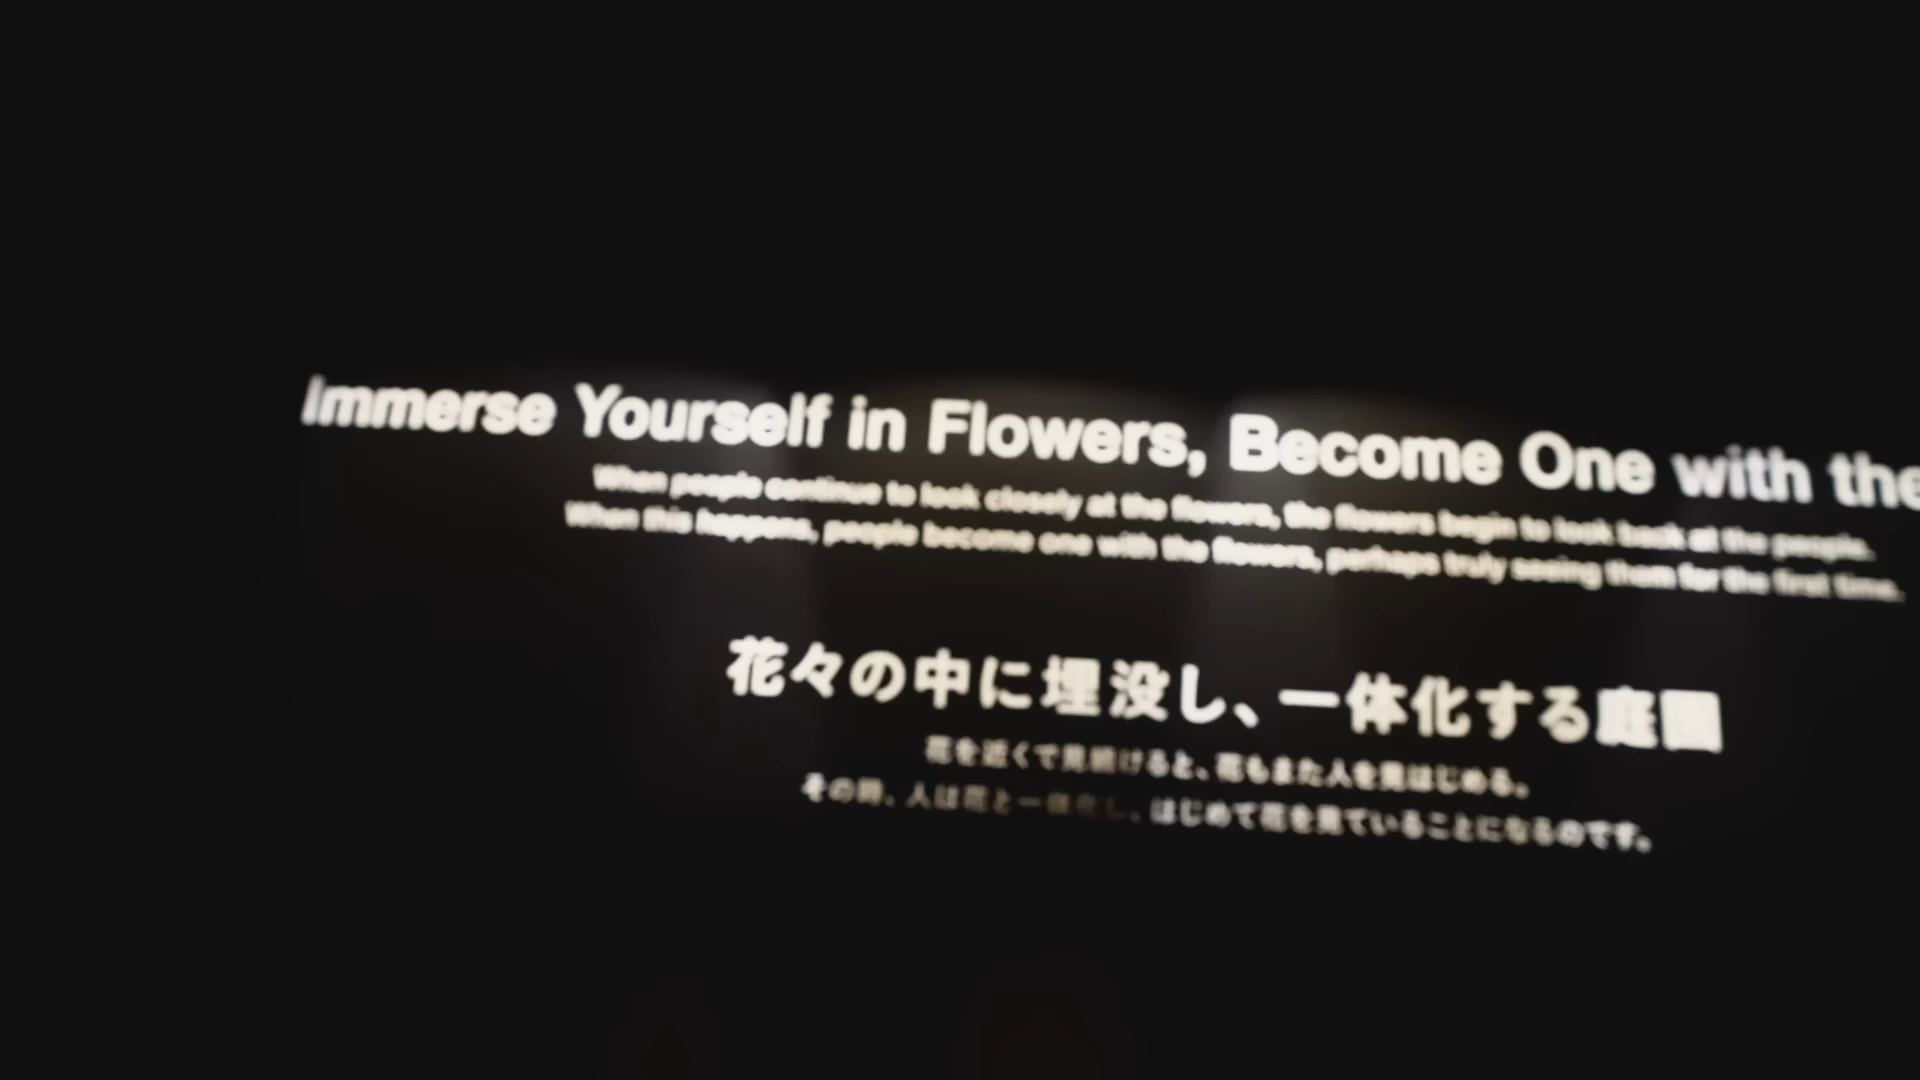 Immerse Yourself in Flowers, Become One with the
When people continue to look closely at the flowers, the flowers begin to look back at the people.
When this happens, people become one with the flowers, perhaps truly seeing them for the first time.
花々の中に埋没し、一体化する庭園
花を近くで見続けると、花もまた人を見はじめる。
その時、人は花と一体化し、はじめて花を見ていることになるのです。